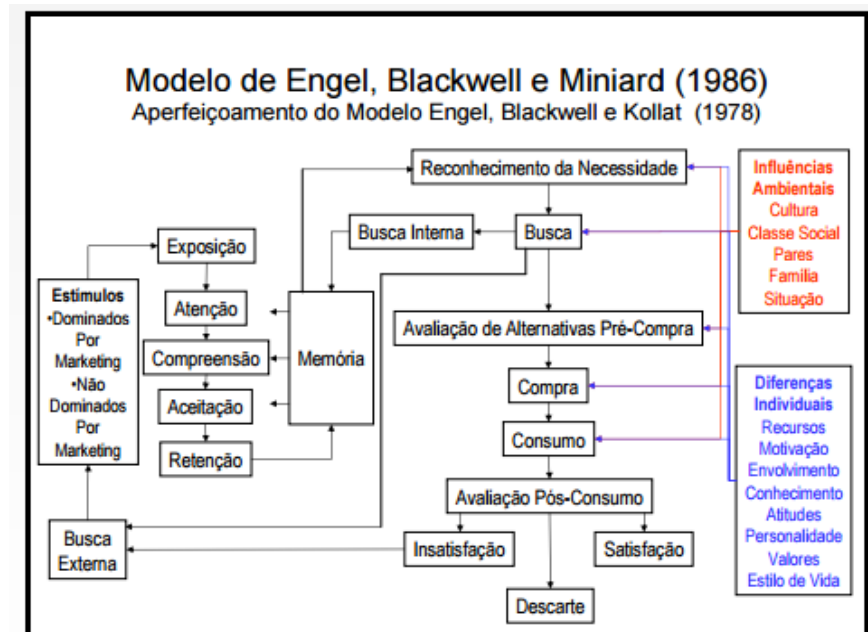 Modelo de Engel, Blackwell e Miniard (1986)
Aperfeiçoamento do Modelo Engel, Blackwell e Kollat (1978)
Reconhecimento da Necessidade
Busca Interna
Busca
Exposição
Atenção
Compreensão
Aceitação
Retenção
Memória
Estimulos
•Dominados
Por
Marketing
•Não
Dominados
Por
Marketing
Busca
Externa
Avaliação de Alternativas Pré-Compra
Compra
Consumo
Avaliação Pós-Consumo
Insatisfação
Satisfação
Descarte
Influências
Ambientais
Cultura
Classe Social
Pares
Família
Situação
Diferenças
Individuais
Recursos
Motivação
Envolvimento
Conhecimento
Atitudes
Personalidade
Valores
Estilo de Vida